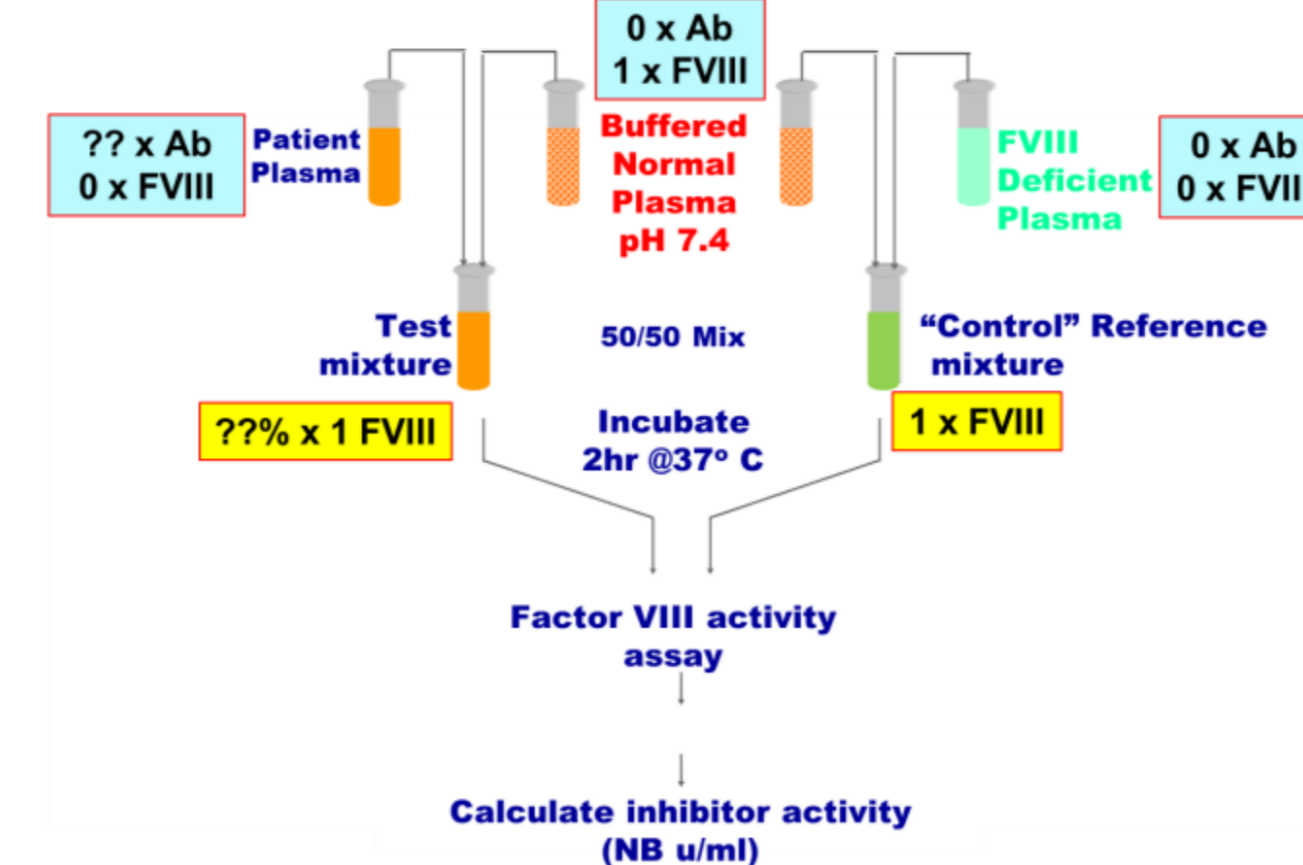 0 x Ab
1 x FVIII
?? x Ab
0 x FVIII
Patient
Plasma
Buffered
Normal
Plasma
pH 7.4
FVIII
Deficient
Plasma
0 x Ab
0 x FVII
Test
mixture
50/50 Mix
“Control” Reference
mixture
??% x 1 FVIII
Incubate
2hr @37º C
1 x FVIII
Factor VIII activity
assay
Calculate inhibitor activity
(NB u/ml)